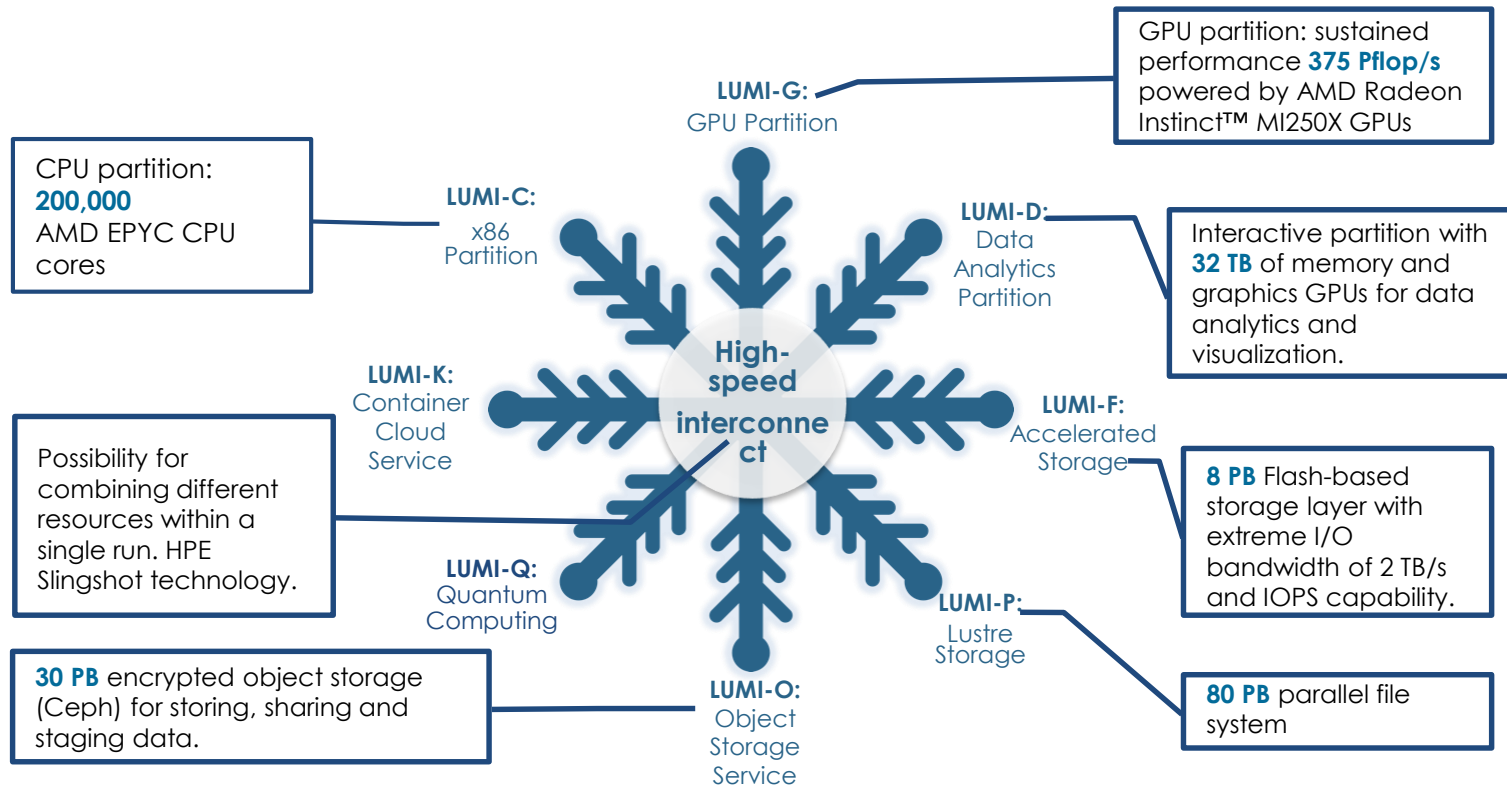 GPU partition: sustained
performance 375 Pflop/s
powered by AMD Radeon
Instinct™ MI250X GPUs
LUMI-G:
GPU Partition
CPU partition:
200,000
AMD EPYC CPU
cores
LUMI-C:
x86
Partition
LUMI-D:
Data
Analytics
Partition
Interactive partition with
32 TB of memory and
graphics GPUs for data
analytics and
visualization.
High-
speed
interconne
ct
LUMI-K:
Container
Cloud
Service
LUMI-F:
Accelerated
Storage
Possibility for
combining different
resources within a
single run. HPE
Slingshot technology.
8 PB Flash-based
storage layer with
extreme I/O
bandwidth of 2 TB/s
and IOPS capability.
LUMI-Q:
Quantum
Computing
LUMI-P:
Lustre
Storage
30 PB encrypted object storage
(Ceph) for storing, sharing and
staging data.
LUMI-O:
Object
Storage
Service
80 PB parallel file
system